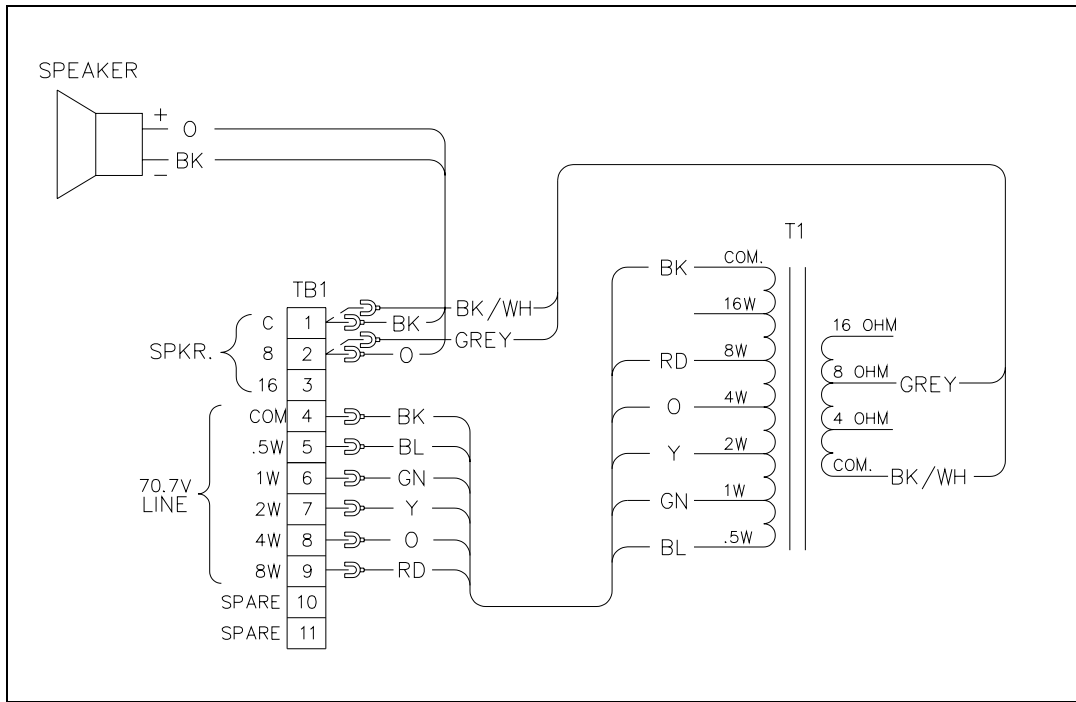 SPEAKER
+
O
BK
−
T1
TB1
BK COM.
16W
RD 8W
O 4W
Y 2W
GN 1W
BL .5W
16 OHM
8 OHM GREY
4 OHM
COM. BK/WH
BK/WH
SPKR.
C 1 BK
GREY
8 2 O
16 3
70.7V
LINE
COM 4 BK
.5W 5 BL
1W 6 GN
2W 7 Y
4W 8 O
8W 9 RD
SPARE 10
SPARE 11